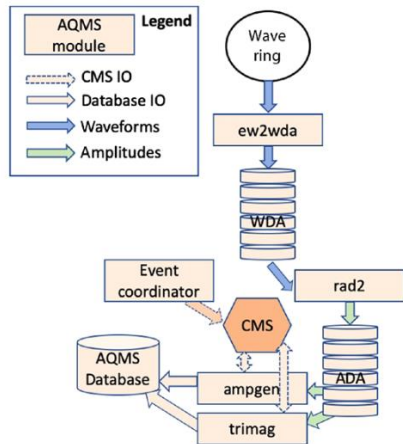 Legend
AQMS
module
CMS IO
Database IO
Waveforms
Amplitudes
Wave
ring
ew2wda
WDA
Event
coordinator
rad2
CMS
AQMS
Database
ampgen
ADA
trimag